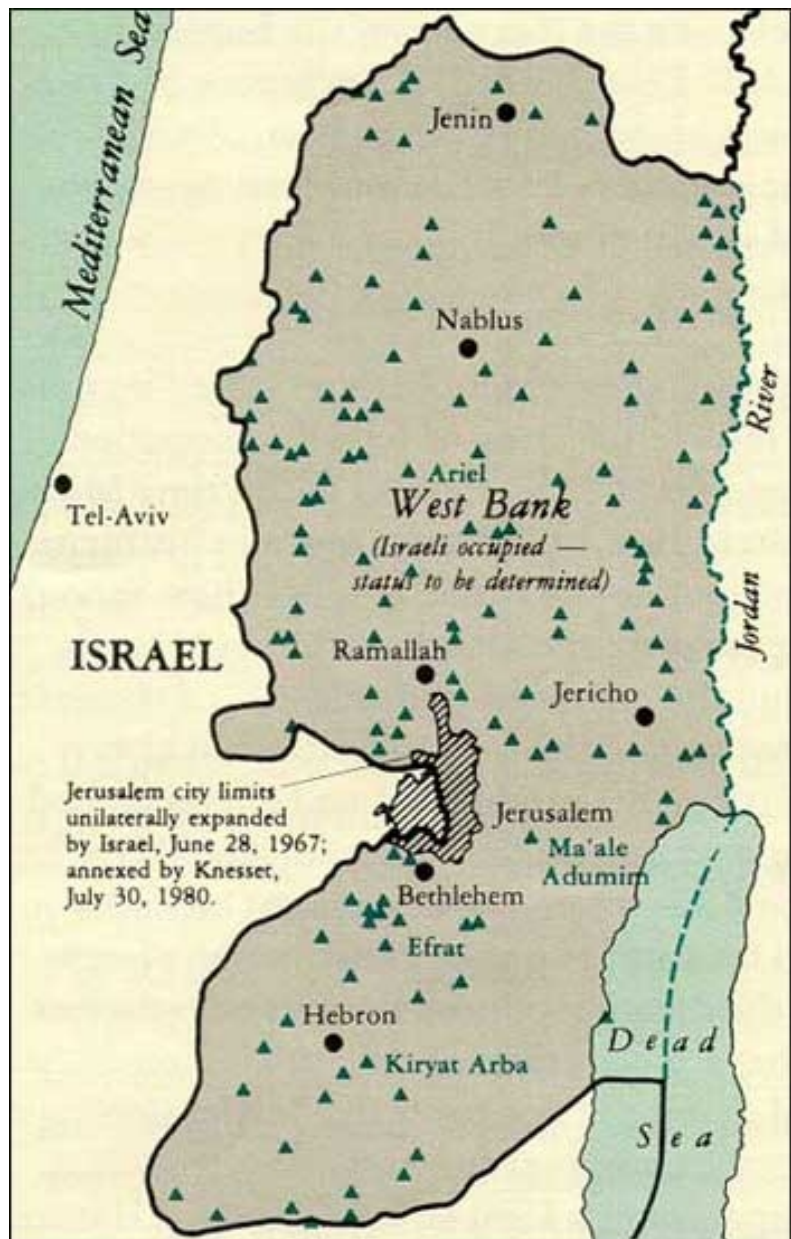 Mediterranean Sea
Jenin
Nablus
River
Ariel
Tel-Aviv
West Bank
(Israeli occupied —
status to be determined)
Jordan
ISRAEL
Ramallah
Jericho
Jerusalem city limits
unilaterally expanded
by Israel, June 28, 1967;
annexed by Knesset,
July 30, 1980.
Jerusalem
Ma'ale
Adumim
Bethlehem
Efrat
Hebron
Dead
Kiryat Arba
Sea